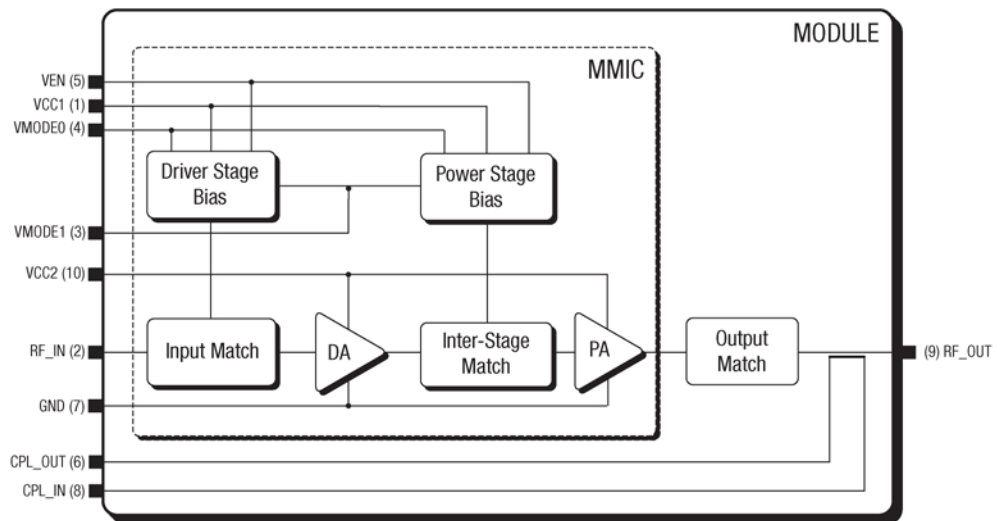 MODULE
MMIC
VEN (5)
VCC1 (1)
VMODE0 (4)
Driver Stage
Bias
Power Stage
Bias
VMODE1 (3)
VCC2 (10)
RF_IN (2)
Input Match
DA
Inter-Stage
Match
PA
Output
Match
(9) RF_OUT
GND (7)
CPL_OUT (6)
CPL_IN (8)